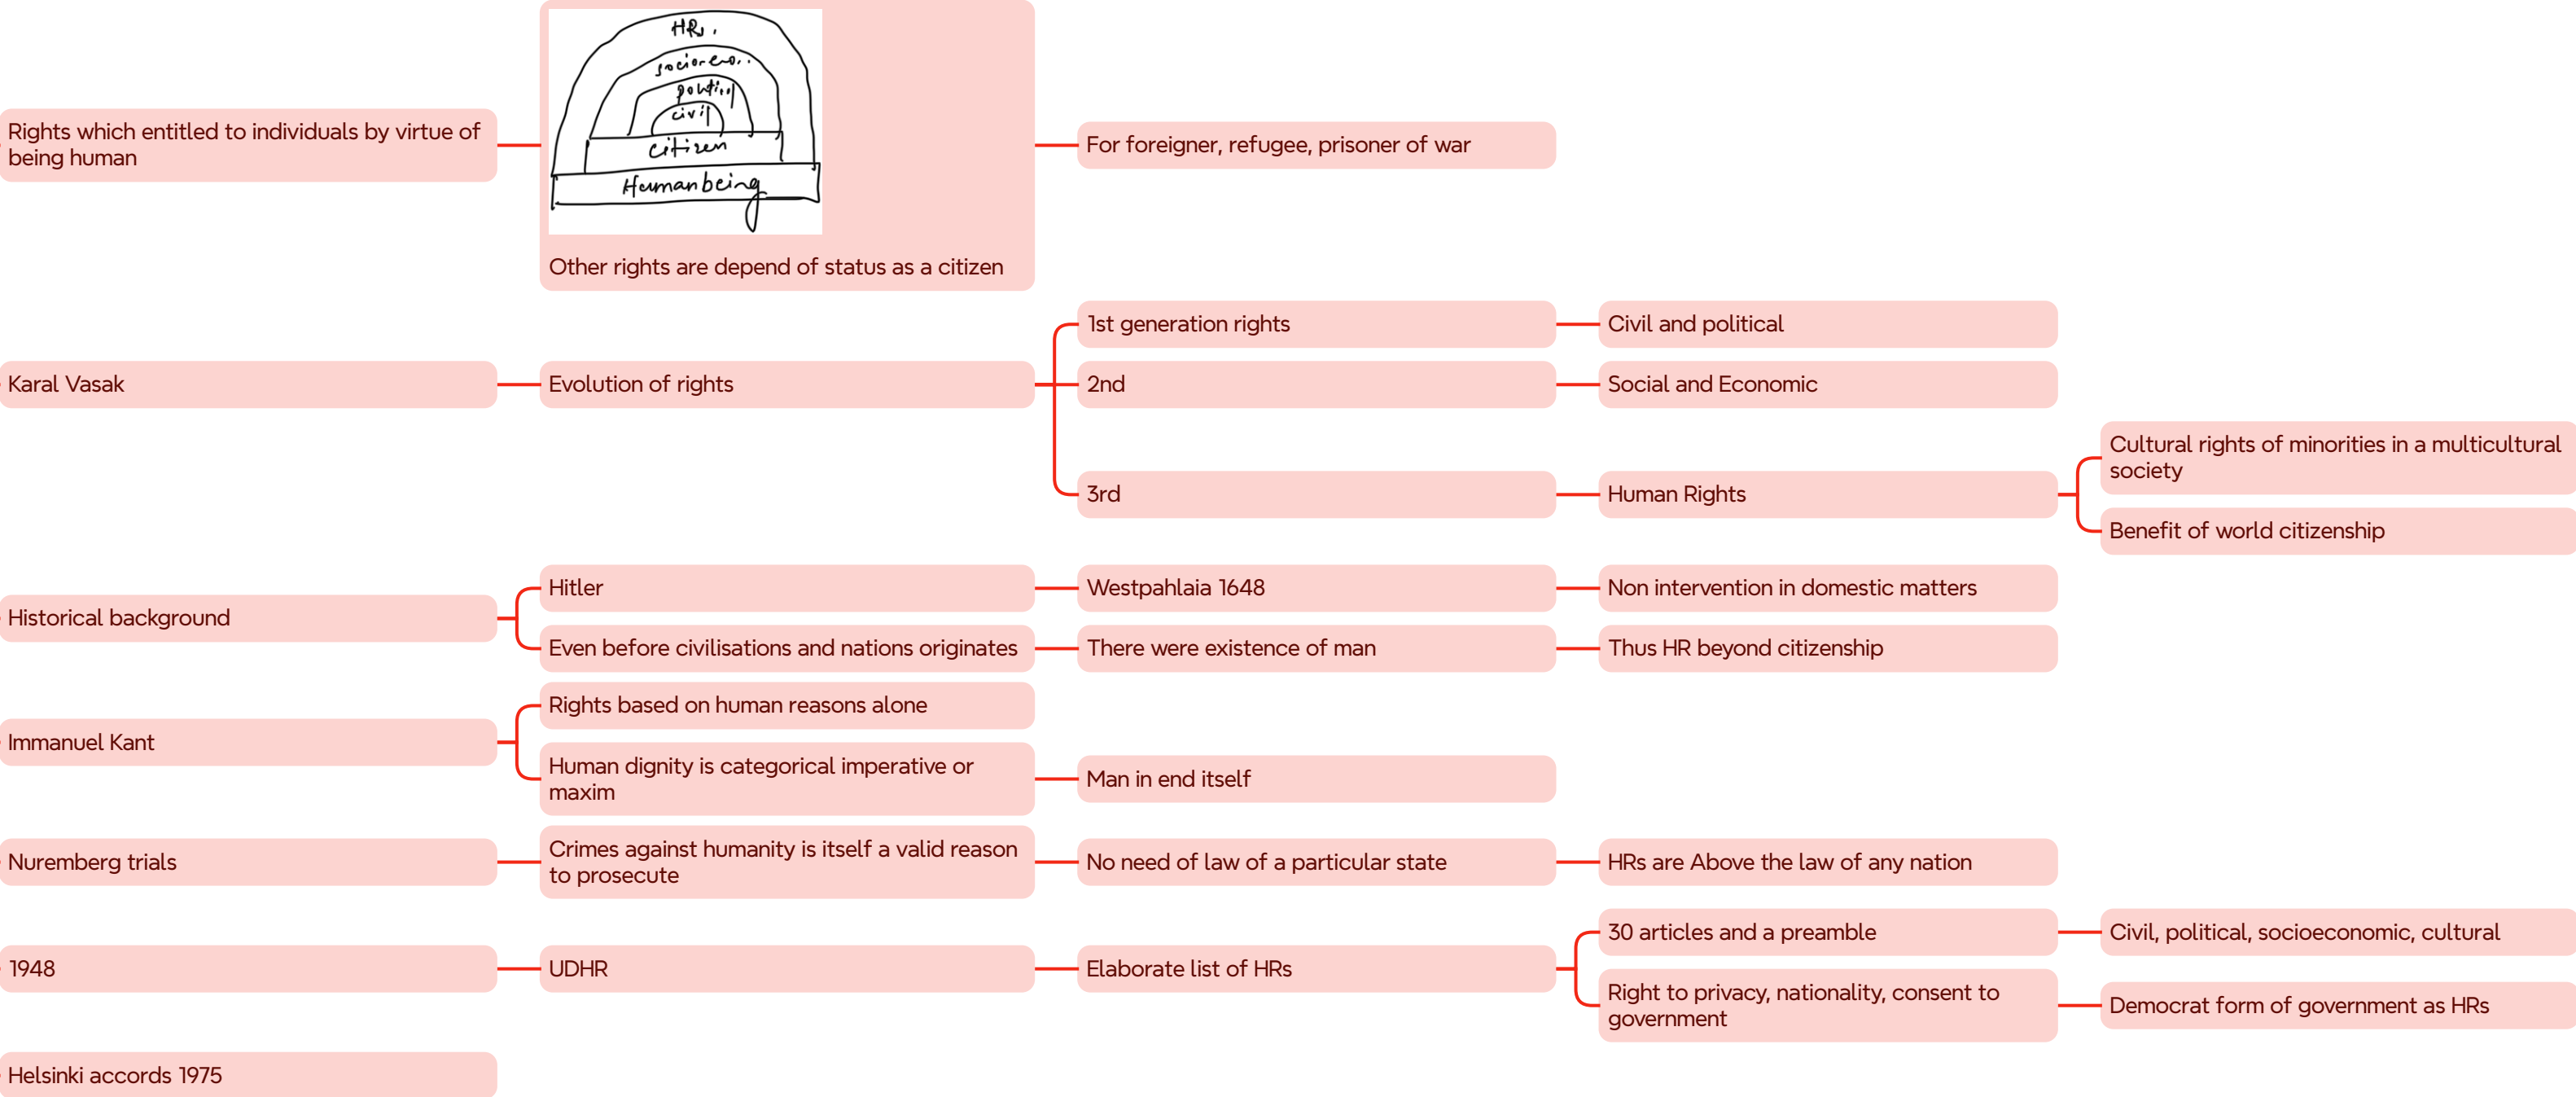 Rights which entitled to individuals by virtue of
being human
HRs.
socio-eco..
political
civil
citizen
Human being
Other rights are depend of status as a citizen
For foreigner, refugee, prisoner of war
Karal Vasak
Evolution of rights
1st generation rights
Civil and political
2nd
Social and Economic
3rd
Human Rights
Cultural rights of minorities in a multicultural
society
Benefit of world citizenship
Historical background
Hitler
Westpahlaia 1648
Non intervention in domestic matters
Even before civilisations and nations originates
There were existence of man
Thus HR beyond citizenship
Immanuel Kant
Rights based on human reasons alone
Human dignity is categorical imperative or
maxim
Man in end itself
Nuremberg trials
Crimes against humanity is itself a valid reason
to prosecute
No need of law of a particular state
HRs are Above the law of any nation
1948
UDHR
Elaborate list of HRs
30 articles and a preamble
Civil, political, socioeconomic, cultural
Right to privacy, nationality, consent to
government
Democrat form of government as HRs
Helsinki accords 1975